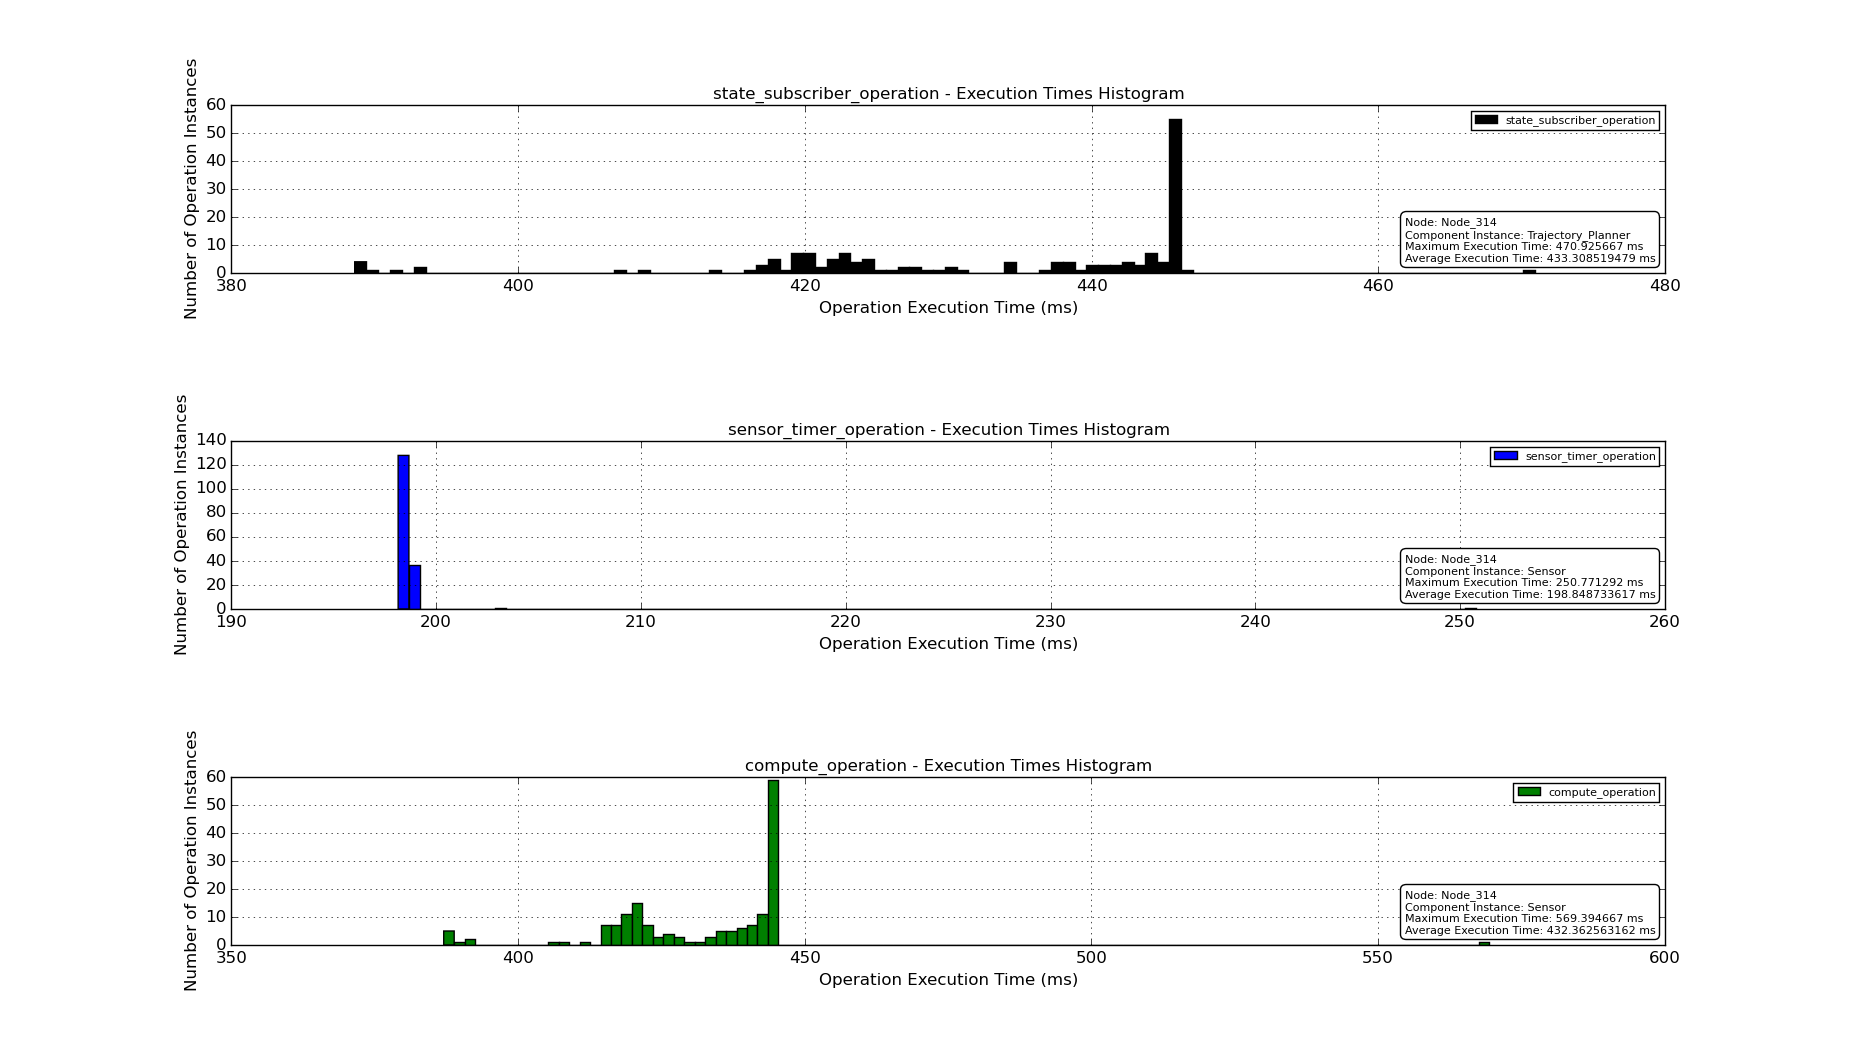 state_subscriber_operation - Execution Times Histogram
Number of Operation Instances
60
50
40
30
20
10
0
state_subscriber_operation
Node: Node_314
Component Instance: Trajectory_Planner
Maximum Execution Time: 470.925667 ms
Average Execution Time: 433.308519479 ms
380 400 420 440 460 480
Operation Execution Time (ms)
sensor_timer_operation - Execution Times Histogram
Number of Operation Instances
140
120
100
80
60
40
20
0
sensor_timer_operation
Node: Node_314
Component Instance: Sensor
Maximum Execution Time: 250.771292 ms
Average Execution Time: 198.848733617 ms
190 200 210 220 230 240 250 260
Operation Execution Time (ms)
compute_operation - Execution Times Histogram
Number of Operation Instances
60
50
40
30
20
10
0
compute_operation
Node: Node_314
Component Instance: Sensor
Maximum Execution Time: 569.394667 ms
Average Execution Time: 432.362563162 ms
350 400 450 500 550 600
Operation Execution Time (ms)